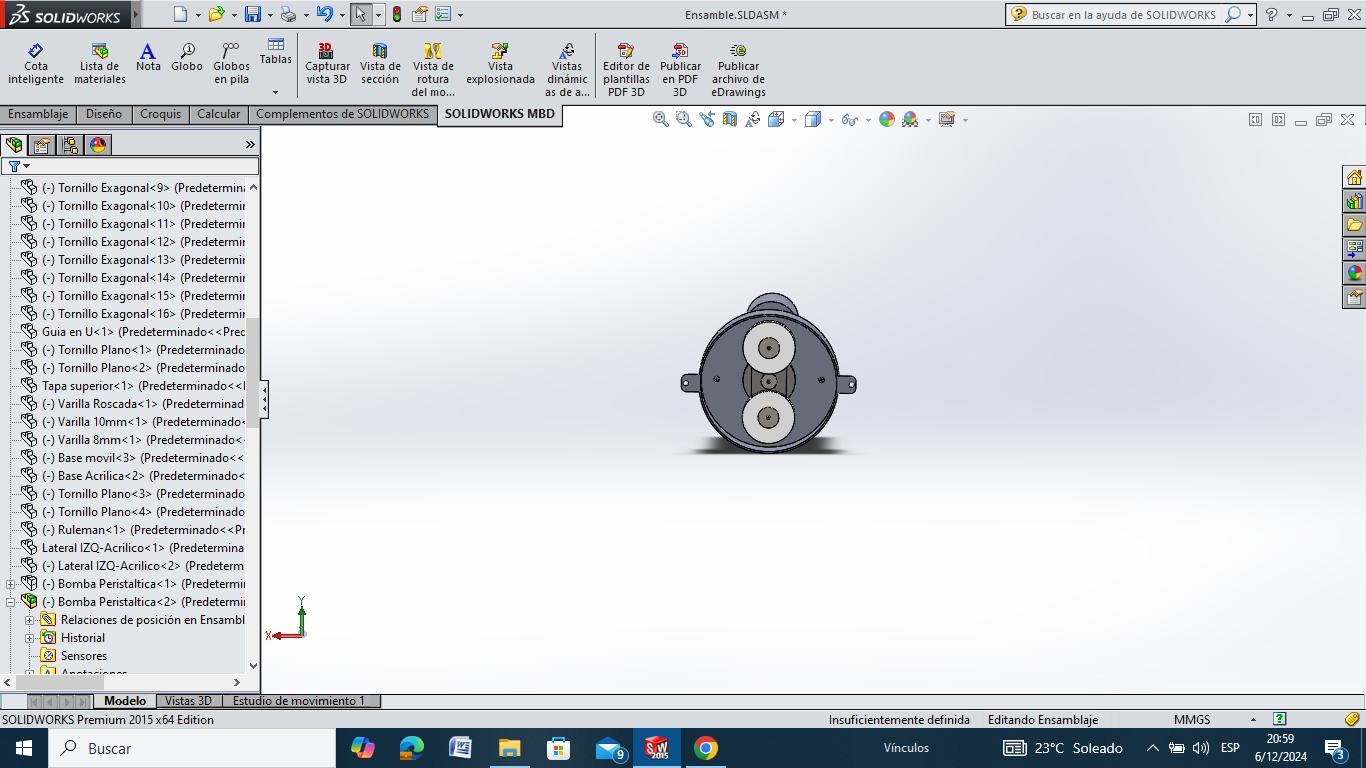 SOLIDWORKS
Ensamble.SLDASM *
Buscar en la ayuda de SOLIDWORKS
Cota inteligente
Lista de materiales
Nota
Globo
Globos en pila
Tablas
Capturar vista 3D
Vista de sección
Vista de rotura del mo...
Vista explosionada
Vistas dinámic as de a...
Editor de plantillas PDF 3D
Publicar en PDF 3D
Publicar archivo de eDrawings
Ensamblaje
Diseño
Croquis
Calcular
Complementos de SOLIDWORKS
SOLIDWORKS MBD
(-) Tornillo Exagonal<9> (Predetermina
(-) Tornillo Exagonal<10> (Predetermin
(-) Tornillo Exagonal<11> (Predetermin
(-) Tornillo Exagonal<12> (Predetermin
(-) Tornillo Exagonal<13> (Predetermin
(-) Tornillo Exagonal<14> (Predetermin
(-) Tornillo Exagonal<15> (Predetermin
(-) Tornillo Exagonal<16> (Predetermin
Guia en U<1> (Predeterminado<<Pred
(-) Tornillo Plano<1> (Predeterminado
(-) Tornillo Plano<2> (Predeterminado
Tapa superior<1> (Predeterminado<<
(-) Varilla Roscada<1> (Predeterminad
(-) Varilla 10mm<1> (Predeterminado<
(-) Varilla 8mm<1> (Predeterminado<
(-) Base movil<3> (Predeterminado<<
(-) Base Acrilica<2> (Predeterminado<
(-) Tornillo Plano<3> (Predeterminado
(-) Tornillo Plano<4> (Predeterminado
(-) Ruleman<1> (Predeterminado<<Pr
Lateral IZQ-Acrilico<1> (Predetermina
(-) Lateral IZQ-Acrilico<2> (Predeterm
(-) Bomba Peristaltica<1> (Predetermi
(-) Bomba Peristaltica<2> (Predetermi
Relaciones de posición en Ensambl
Historial
Sensores
Anotaciones
Y
X
Modelo
Vistas 3D
Estudio de movimiento 1
SOLIDWORKS Premium 2015 x64 Edition
Insuficientemente definida
Editando Ensamblaje
MMGS
Buscar
9
SW 2015
Vínculos
23°C Soleado
ESP
20:59
6/12/2024
3